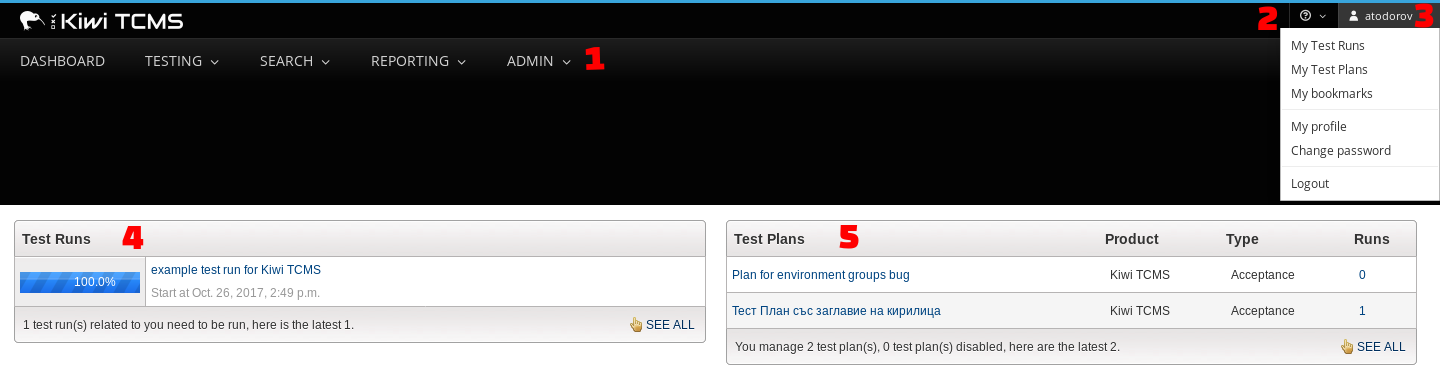 Kiwi TCMS
2
atodorov
3
DASHBOARD TESTING SEARCH REPORTING ADMIN 1
My Test Runs
My Test Plans
My bookmarks
My profile
Change password
Logout
Test Runs 4
100.0%
example test run for Kiwi TCMS
Start at Oct. 26, 2017, 2:49 p.m.
1 test run(s) related to you need to be run, here is the latest 1. SEE ALL
Test Plans 5 Product Type Runs
Plan for environment groups bug Kiwi TCMS Acceptance 0
Тест План със заглавие на кирилица Kiwi TCMS Acceptance 1
You manage 2 test plan(s), 0 test plan(s) disabled, here are the latest 2. SEE ALL